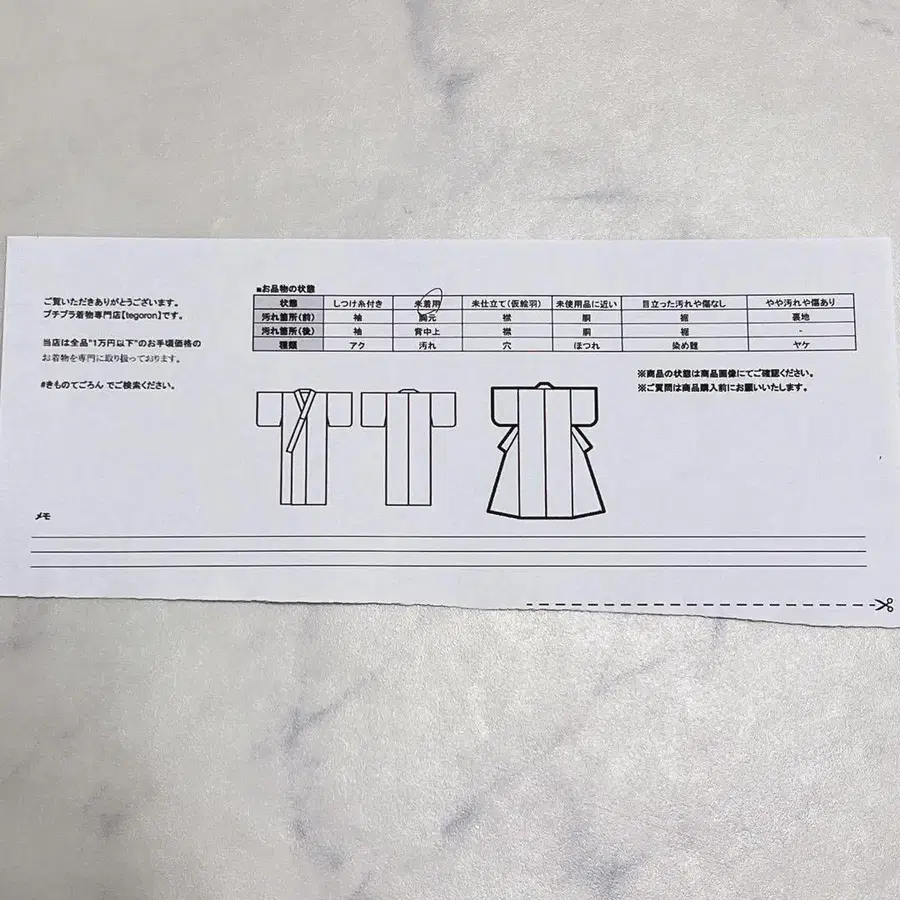 ご覧いただきありがとうございます。
プチプラ着物専門店【tegoron】です。
当店は全品"1万円以下"のお手頃価格の
お着物を専門に取り扱っております。
#きものてごろん でご検索ください。
■お品物の状態
状態 しつけ糸付き 未着用 未仕立て(仮絵羽) 未使用品に近い 目立った汚れや傷なし やや汚れや傷あり
汚れ箇所(前) 袖 胸元 襟 胴 裾 裏地
汚れ箇所(後) 袖 背中上 襟 胴 裾 -
種類 アク 汚れ 穴 ほつれ 染め難 ヤケ
※商品の状態は商品画像にてご確認ください。
※ご質問は商品購入前にお願いいたします。
メモ